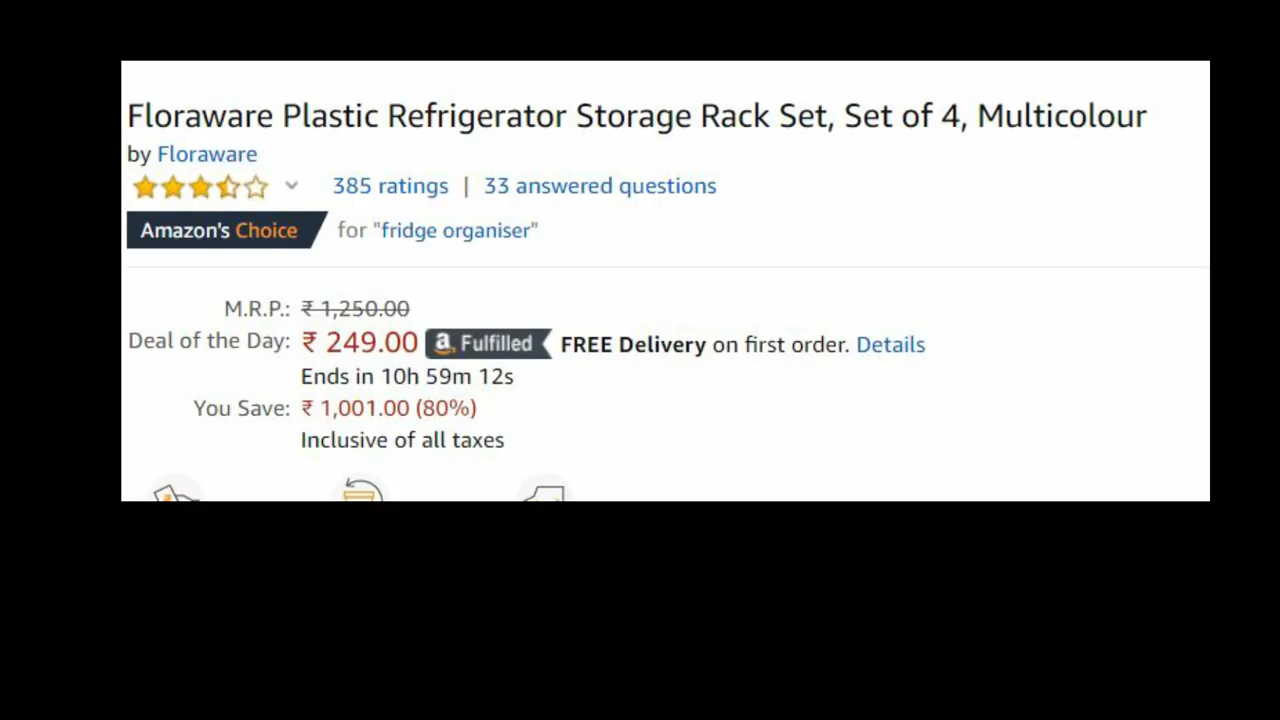 Floraware Plastic Refrigerator Storage Rack Set, Set of 4, Multicolour
by Floraware
385 ratings | 33 answered questions
Amazon's Choice for "fridge organiser"
M.R.P.: ₹ 1,250.00
Deal of the Day: ₹ 249.00 a Fulfilled FREE Delivery on first order. Details
Ends in 10h 59m 12s
You Save: ₹ 1,001.00 (80%)
Inclusive of all taxes